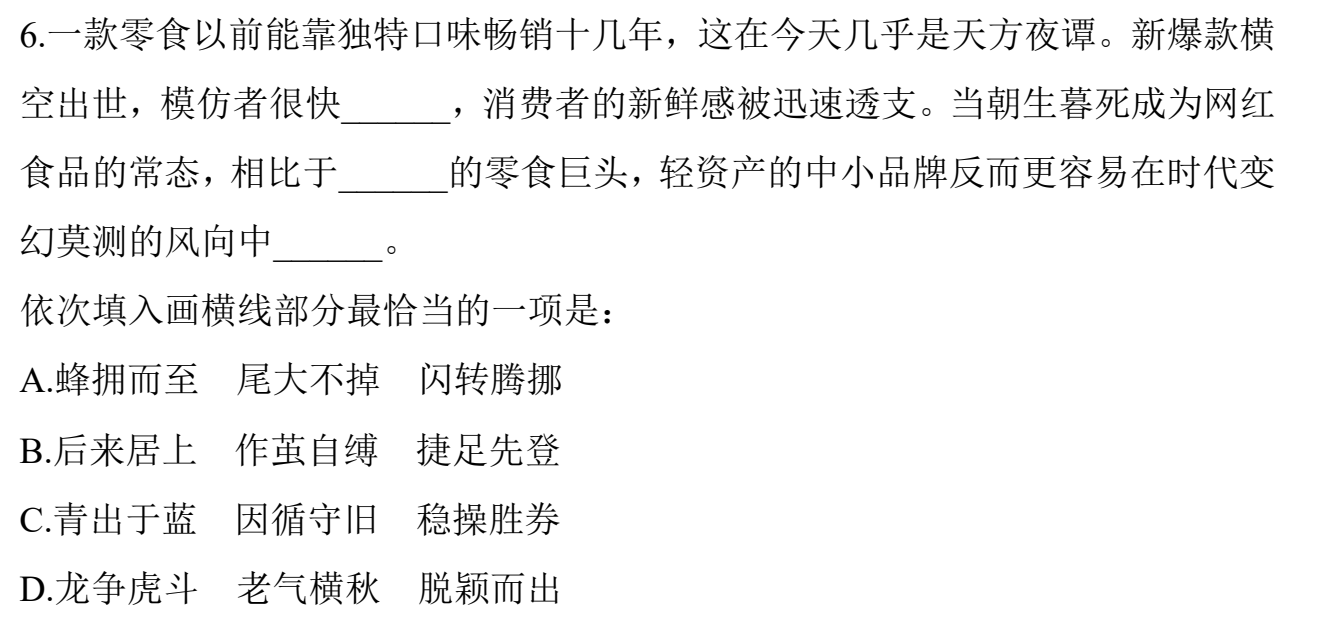 6.一款零食以前能靠独特口味畅销十几年，这在今天几乎是天方夜谭。新爆款横
空出世，模仿者很快______，消费者的新鲜感被迅速透支。当朝生暮死成为网红
食品的常态，相比于______的零食巨头，轻资产的中小品牌反而更容易在时代变
幻莫测的风向中______。
依次填入画横线部分最恰当的一项是：
A.蜂拥而至 尾大不掉 闪转腾挪
B.后来居上 作茧自缚 捷足先登
C.青出于蓝 因循守旧 稳操胜券
D.龙争虎斗 老气横秋 脱颖而出